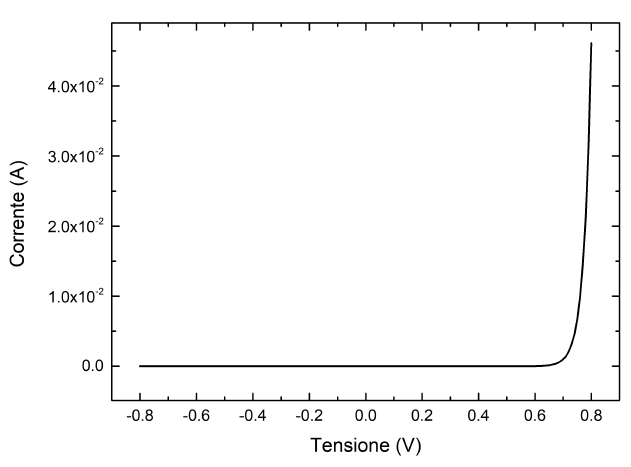 4.0x10⁻²
3.0x10⁻²
2.0x10⁻²
1.0x10⁻²
0.0
Corrente (A)
-0.8 -0.6 -0.4 -0.2 0.0 0.2 0.4 0.6 0.8
Tensione (V)